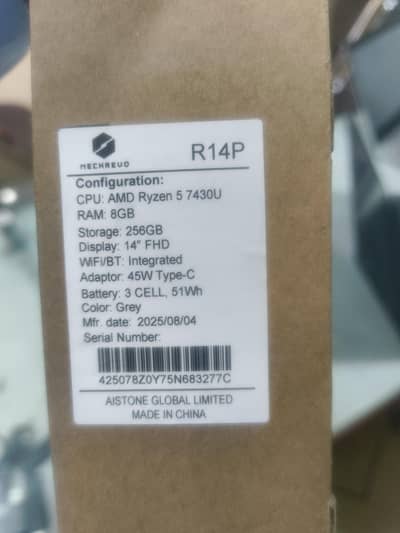 MECHREVO
R14P
Configuration:
CPU: AMD Ryzen 5 7430U
RAM: 8GB
Storage: 256GB
Display: 14" FHD
WiFi/BT: Integrated
Adaptor: 45W Type-C
Battery: 3 CELL, 51Wh
Color: Grey
Mfr. date: 2025/08/04
Serial Number:
425078Z0Y75N683277C
AISTONE GLOBAL LIMITED
MADE IN CHINA